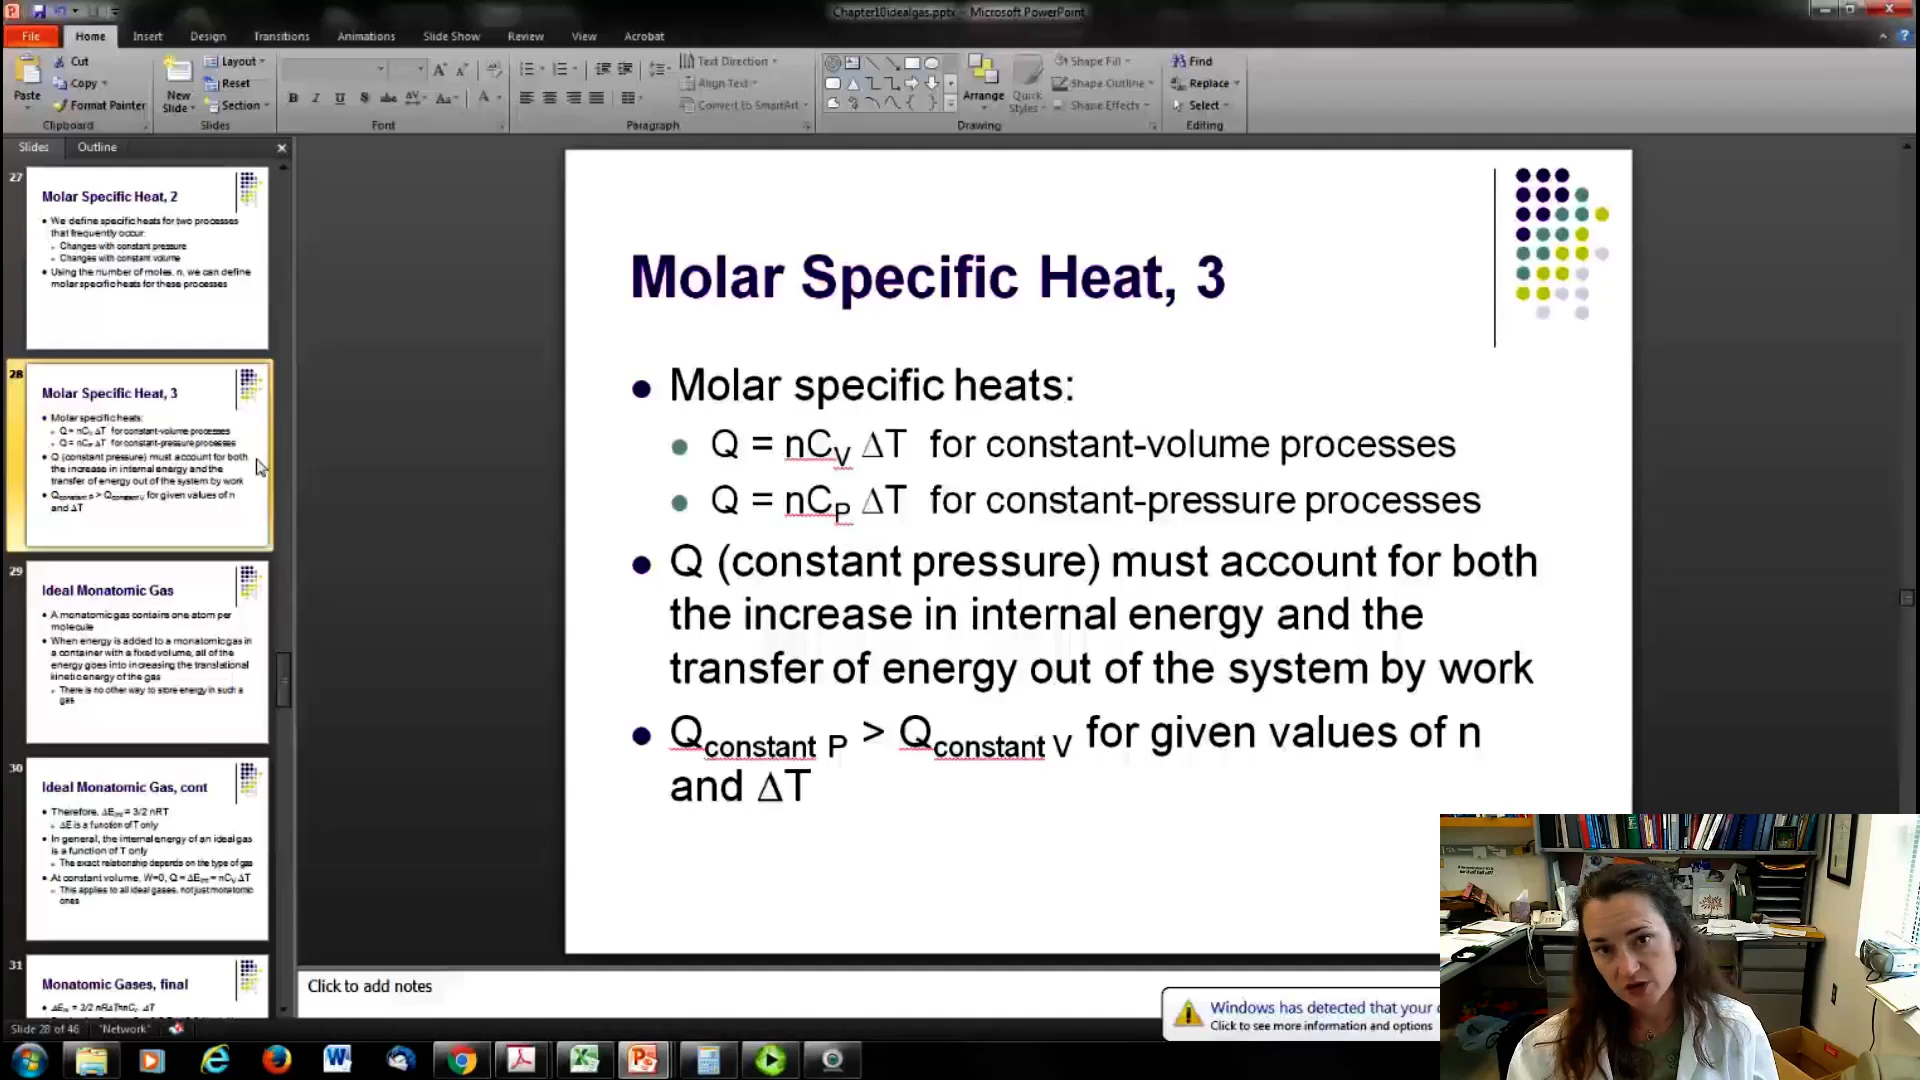 Chapter10idealgas.pptx - Microsoft PowerPoint
File Home Insert Design Transitions Animations Slide Show Review View Acrobat
Paste
Cut
Copy
Format Painter
Clipboard
New Slide
Layout
Reset
Section
Slides
Font
Text Direction
Align Text
Convert to SmartArt
Paragraph
Arrange
Quick Styles
Shape Fill
Shape Outline
Shape Effects
Drawing
Find
Replace
Select
Editing
Slides Outline
27
Molar Specific Heat, 2
We define specific heats for two processes
that frequently occur:
Changes with constant pressure
Changes with constant volume
Using the number of moles, n, we can define
molar specific heats for these processes
28
Molar Specific Heat, 3
Molar specific heats:
Q = nCV ΔT for constant-volume processes
Q = nCP ΔT for constant-pressure processes
Q (constant pressure) must account for both
the increase in internal energy and the
transfer of energy out of the system by work
Qconstant P > Qconstant V for given values of n
and ΔT
29
Ideal Monatomic Gas
A monatomic gas contains one atom per
molecule
When energy is added to a monatomic gas in
a container with a fixed volume, all of the
energy goes into increasing the translational
kinetic energy of the gas
There is no other way to store energy in such a
gas
30
Ideal Monatomic Gas, cont
Therefore, ΔEint = 3/2 nRT
ΔE is a function of T only
In general, the internal energy of an ideal gas
is a function of T only
The exact relationship depends on the type of gas
At constant volume, W=0, Q = ΔEint = nCV ΔT
This applies to all ideal gases, not just monatomic
ones
31
Monatomic Gases, final
Molar Specific Heat, 3
Molar specific heats:
Q = nCV ΔT for constant-volume processes
Q = nCP ΔT for constant-pressure processes
Q (constant pressure) must account for both
the increase in internal energy and the
transfer of energy out of the system by work
Qconstant P > Qconstant V for given values of n
and ΔT
Click to add notes
Windows has detected that your
Click to see more information and options
Slide 28 of 46 "Network"